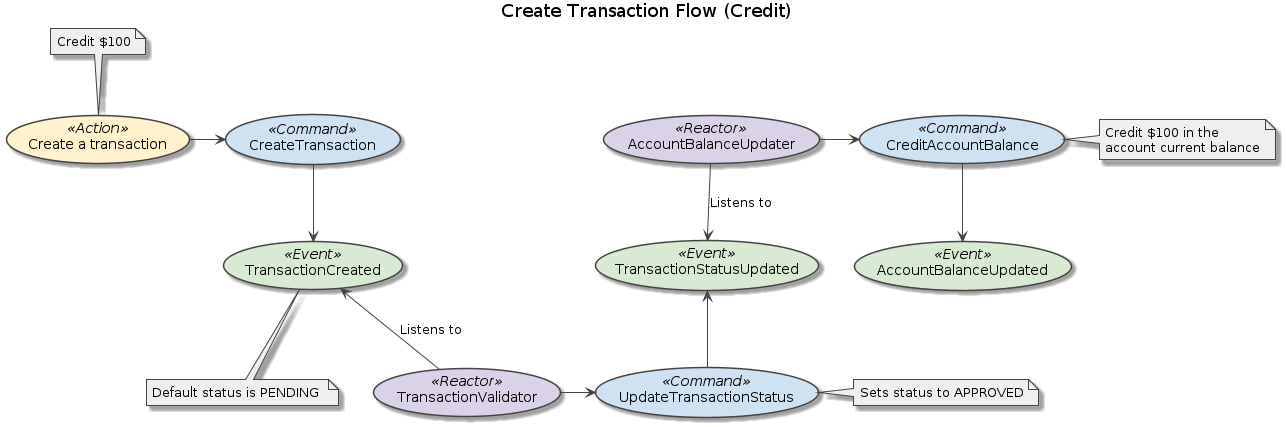 Create Transaction Flow (Credit)
Credit $100
«Action»
Create a transaction
«Command»
CreateTransaction
«Reactor»
AccountBalanceUpdater
«Command»
CreditAccountBalance
Credit $100 in the
account current balance
Listens to
«Event»
TransactionCreated
«Event»
TransactionStatusUpdated
«Event»
AccountBalanceUpdated
Listens to
Default status is PENDING
«Reactor»
TransactionValidator
«Command»
UpdateTransactionStatus
Sets status to APPROVED